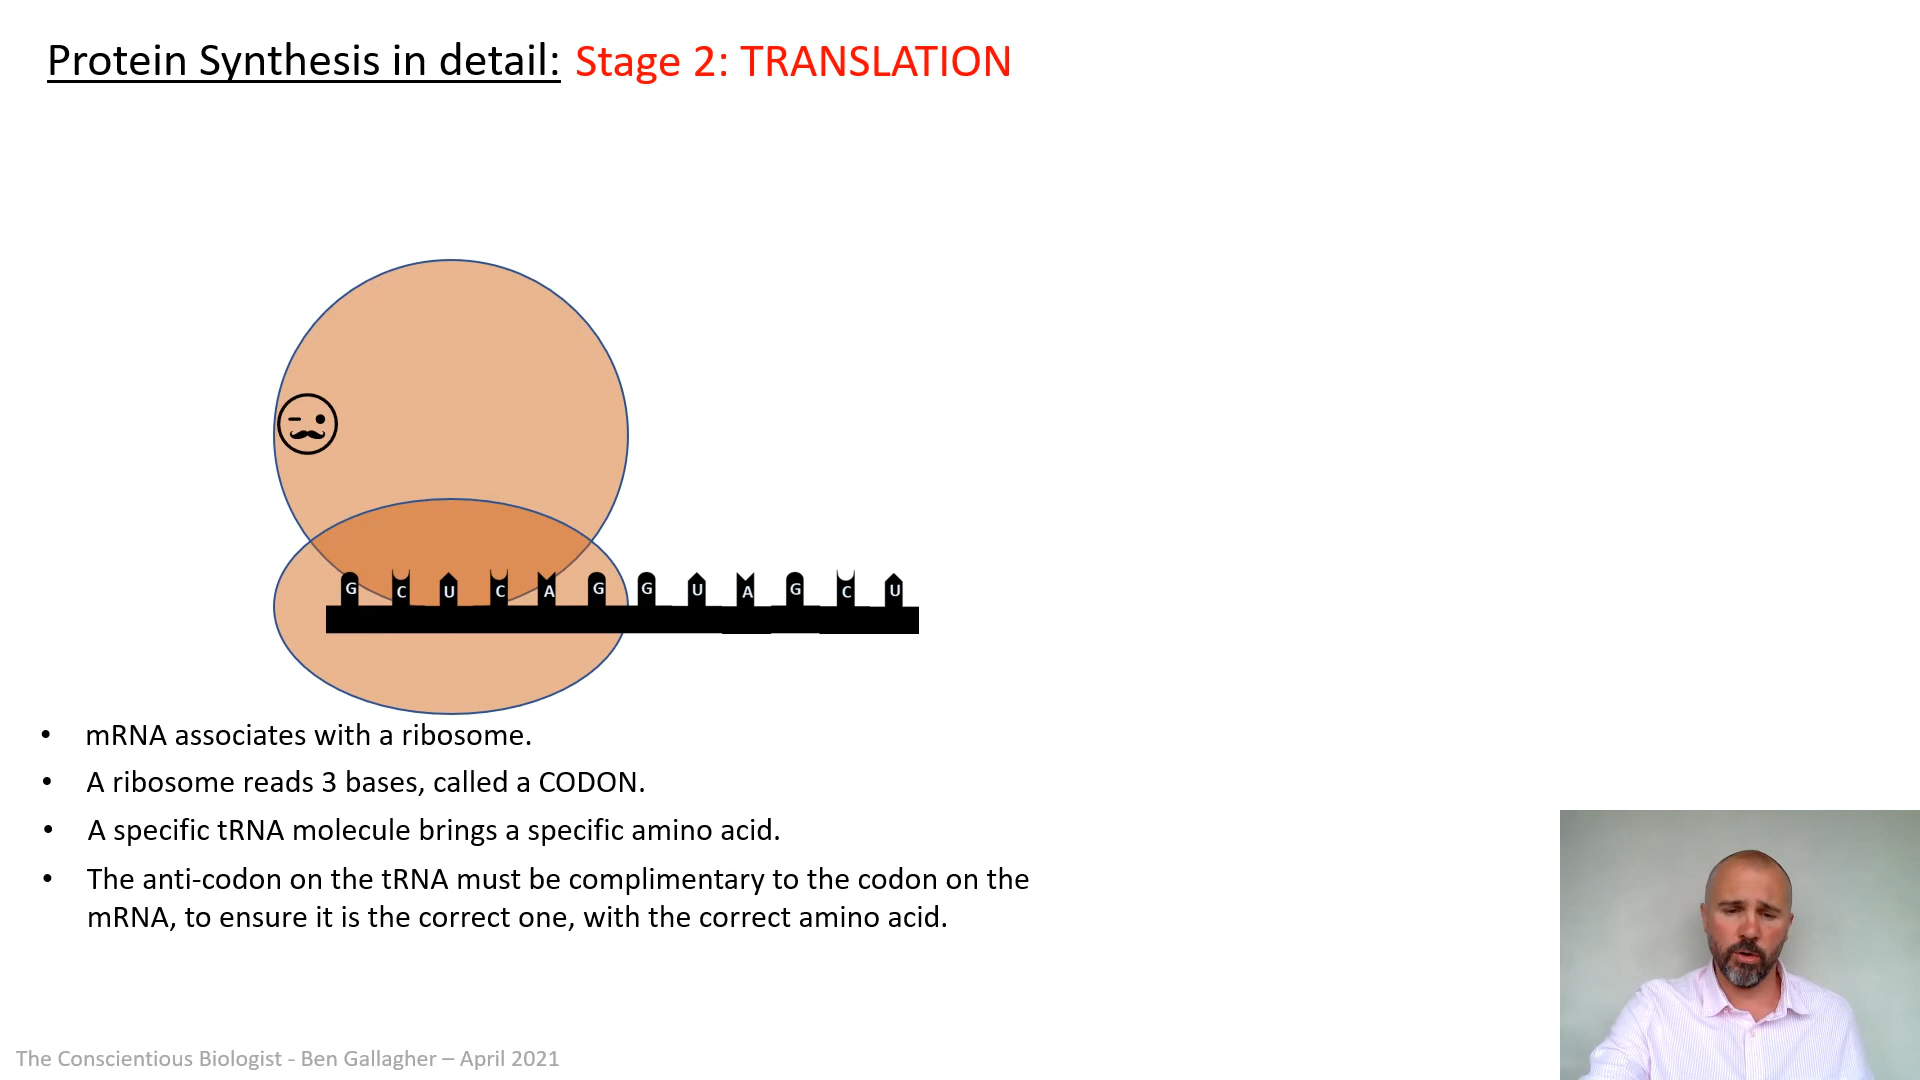 Protein Synthesis in detail: Stage 2: TRANSLATION
G C U C A G G U A G C U
• mRNA associates with a ribosome.
• A ribosome reads 3 bases, called a CODON.
• A specific tRNA molecule brings a specific amino acid.
• The anti-codon on the tRNA must be complimentary to the codon on the
mRNA, to ensure it is the correct one, with the correct amino acid.
The Conscientious Biologist - Ben Gallagher – April 2021